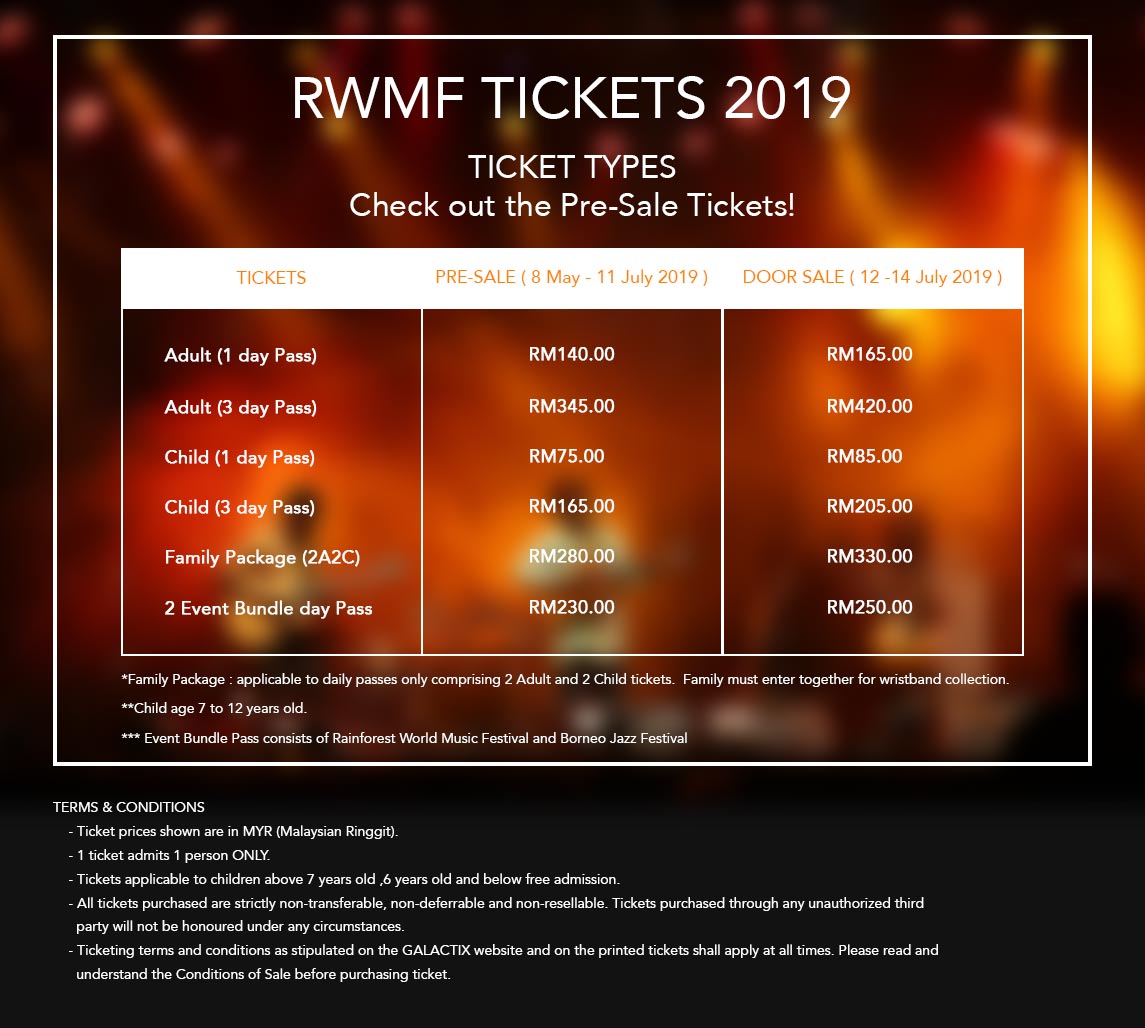 RWMF TICKETS 2019
TICKET TYPES
Check out the Pre-Sale Tickets!
TICKETS PRE-SALE ( 8 May - 11 July 2019 ) DOOR SALE ( 12 -14 July 2019 )
Adult (1 day Pass) RM140.00 RM165.00
Adult (3 day Pass) RM345.00 RM420.00
Child (1 day Pass) RM75.00 RM85.00
Child (3 day Pass) RM165.00 RM205.00
Family Package (2A2C) RM280.00 RM330.00
2 Event Bundle day Pass RM230.00 RM250.00
*Family Package : applicable to daily passes only comprising 2 Adult and 2 Child tickets.  Family must enter together for wristband collection.
**Child age 7 to 12 years old.
*** Event Bundle Pass consists of Rainforest World Music Festival and Borneo Jazz Festival
TERMS & CONDITIONS
- Ticket prices shown are in MYR (Malaysian Ringgit).
- 1 ticket admits 1 person ONLY.
- Tickets applicable to children above 7 years old ,6 years old and below free admission.
- All tickets purchased are strictly non-transferable, non-deferrable and non-resellable. Tickets purchased through any unauthorized third
party will not be honoured under any circumstances.
- Ticketing terms and conditions as stipulated on the GALACTIX website and on the printed tickets shall apply at all times. Please read and
understand the Conditions of Sale before purchasing ticket.